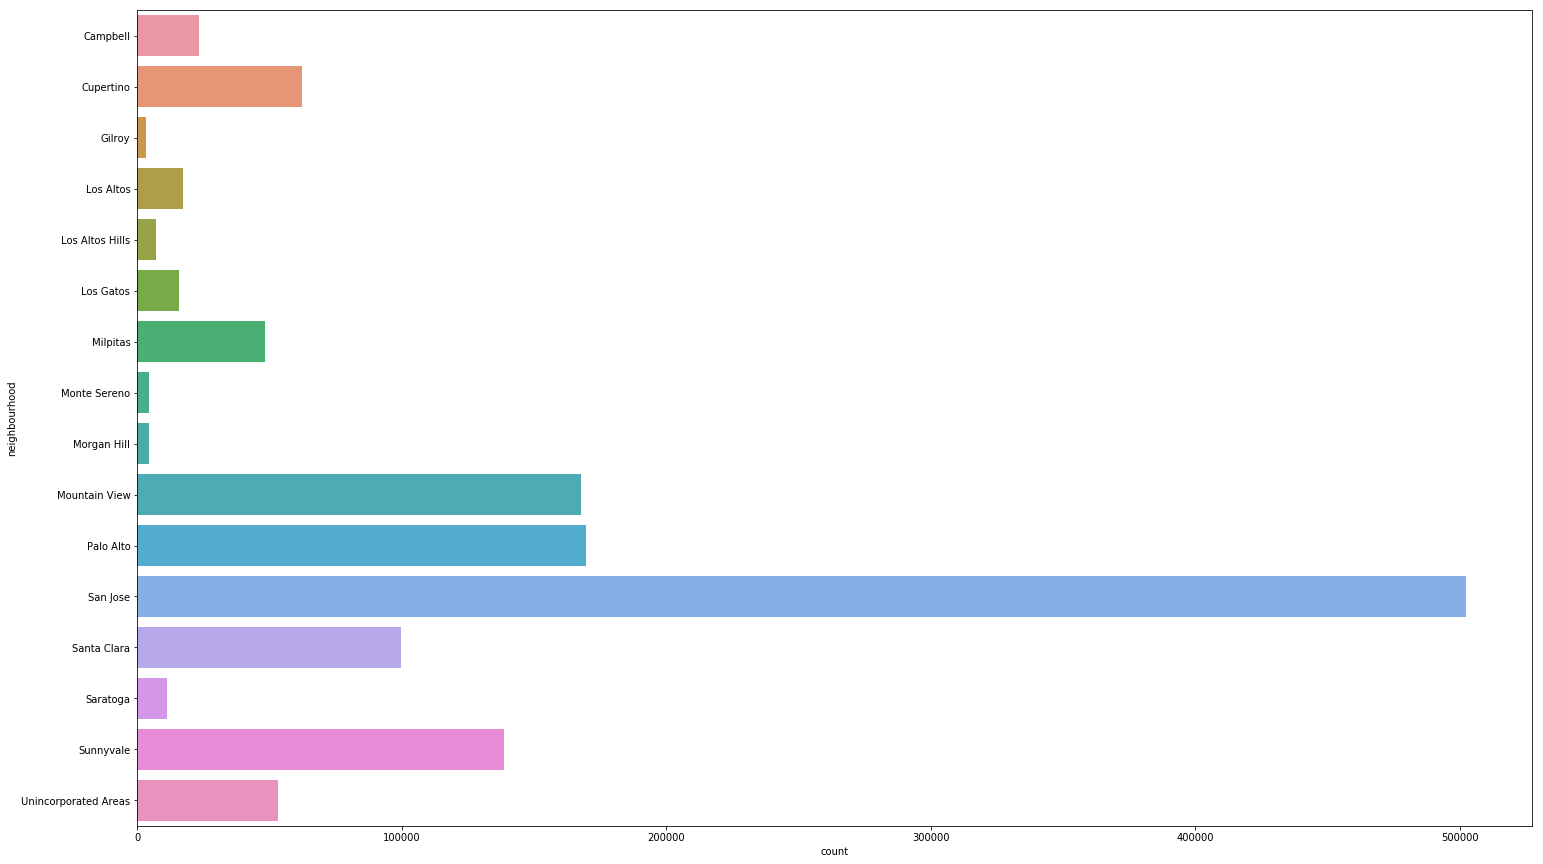 Campbell
Cupertino
Gilroy
Los Altos
Los Altos Hills
Los Gatos
Milpitas
Monte Sereno
Morgan Hill
Mountain View
Palo Alto
San Jose
Santa Clara
Saratoga
Sunnyvale
Unincorporated Areas
neighbourhood
0 100000 200000 300000 400000 500000
count